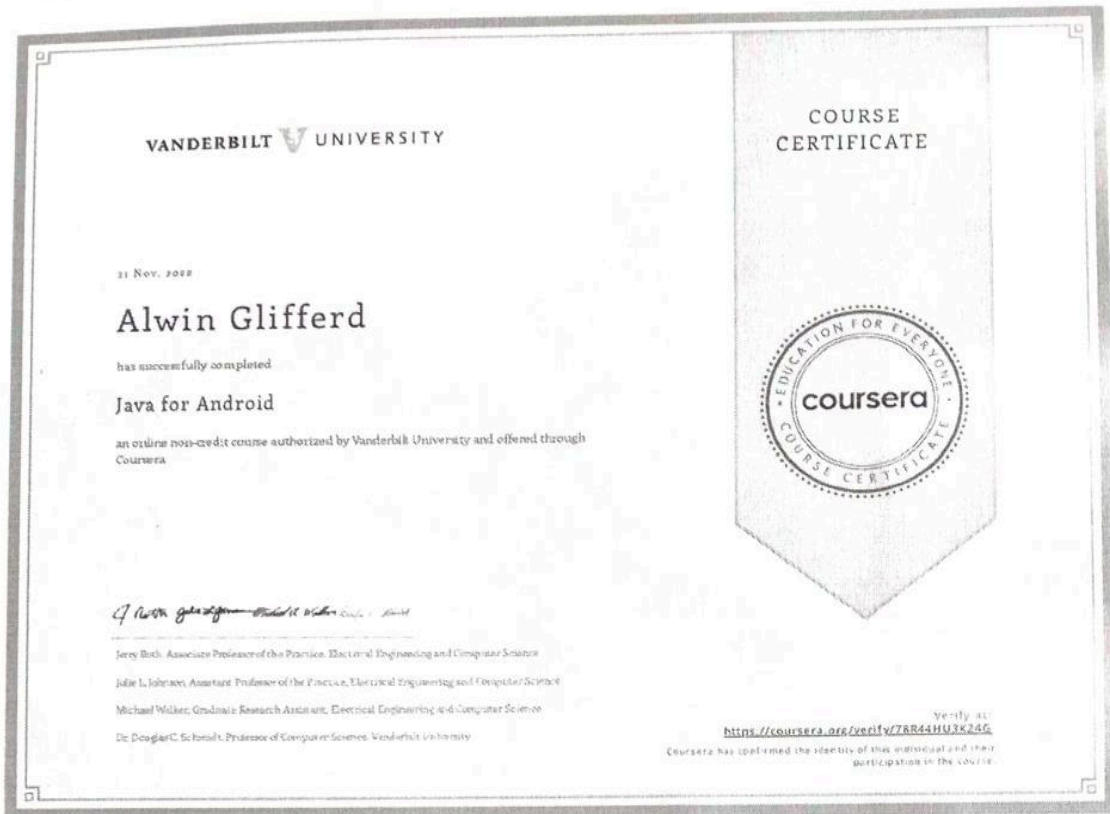 VANDERBILT UNIVERSITY
COURSE
CERTIFICATE
21 Nov. 2022
Alwin Glifferd
has successfully completed
Java for Android
an online non-credit course authorized by Vanderbilt University and offered through
Coursera
EDUCATION FOR EVERYONE
coursera
COURSE CERTIFICATE
Jerry Roth, Associate Professor of the Practice, Electrical Engineering and Computer Science
Julie L. Johnson, Assistant Professor of the Practice, Electrical Engineering and Computer Science
Michael Walker, Graduate Research Assistant, Electrical Engineering and Computer Science
Dr. Douglas C. Schmidt, Professor of Computer Science, Vanderbilt University
Verify at:
https://coursera.org/verify/78R44HU3K24G
Coursera has confirmed the identity of this individual and their
participation in the course.